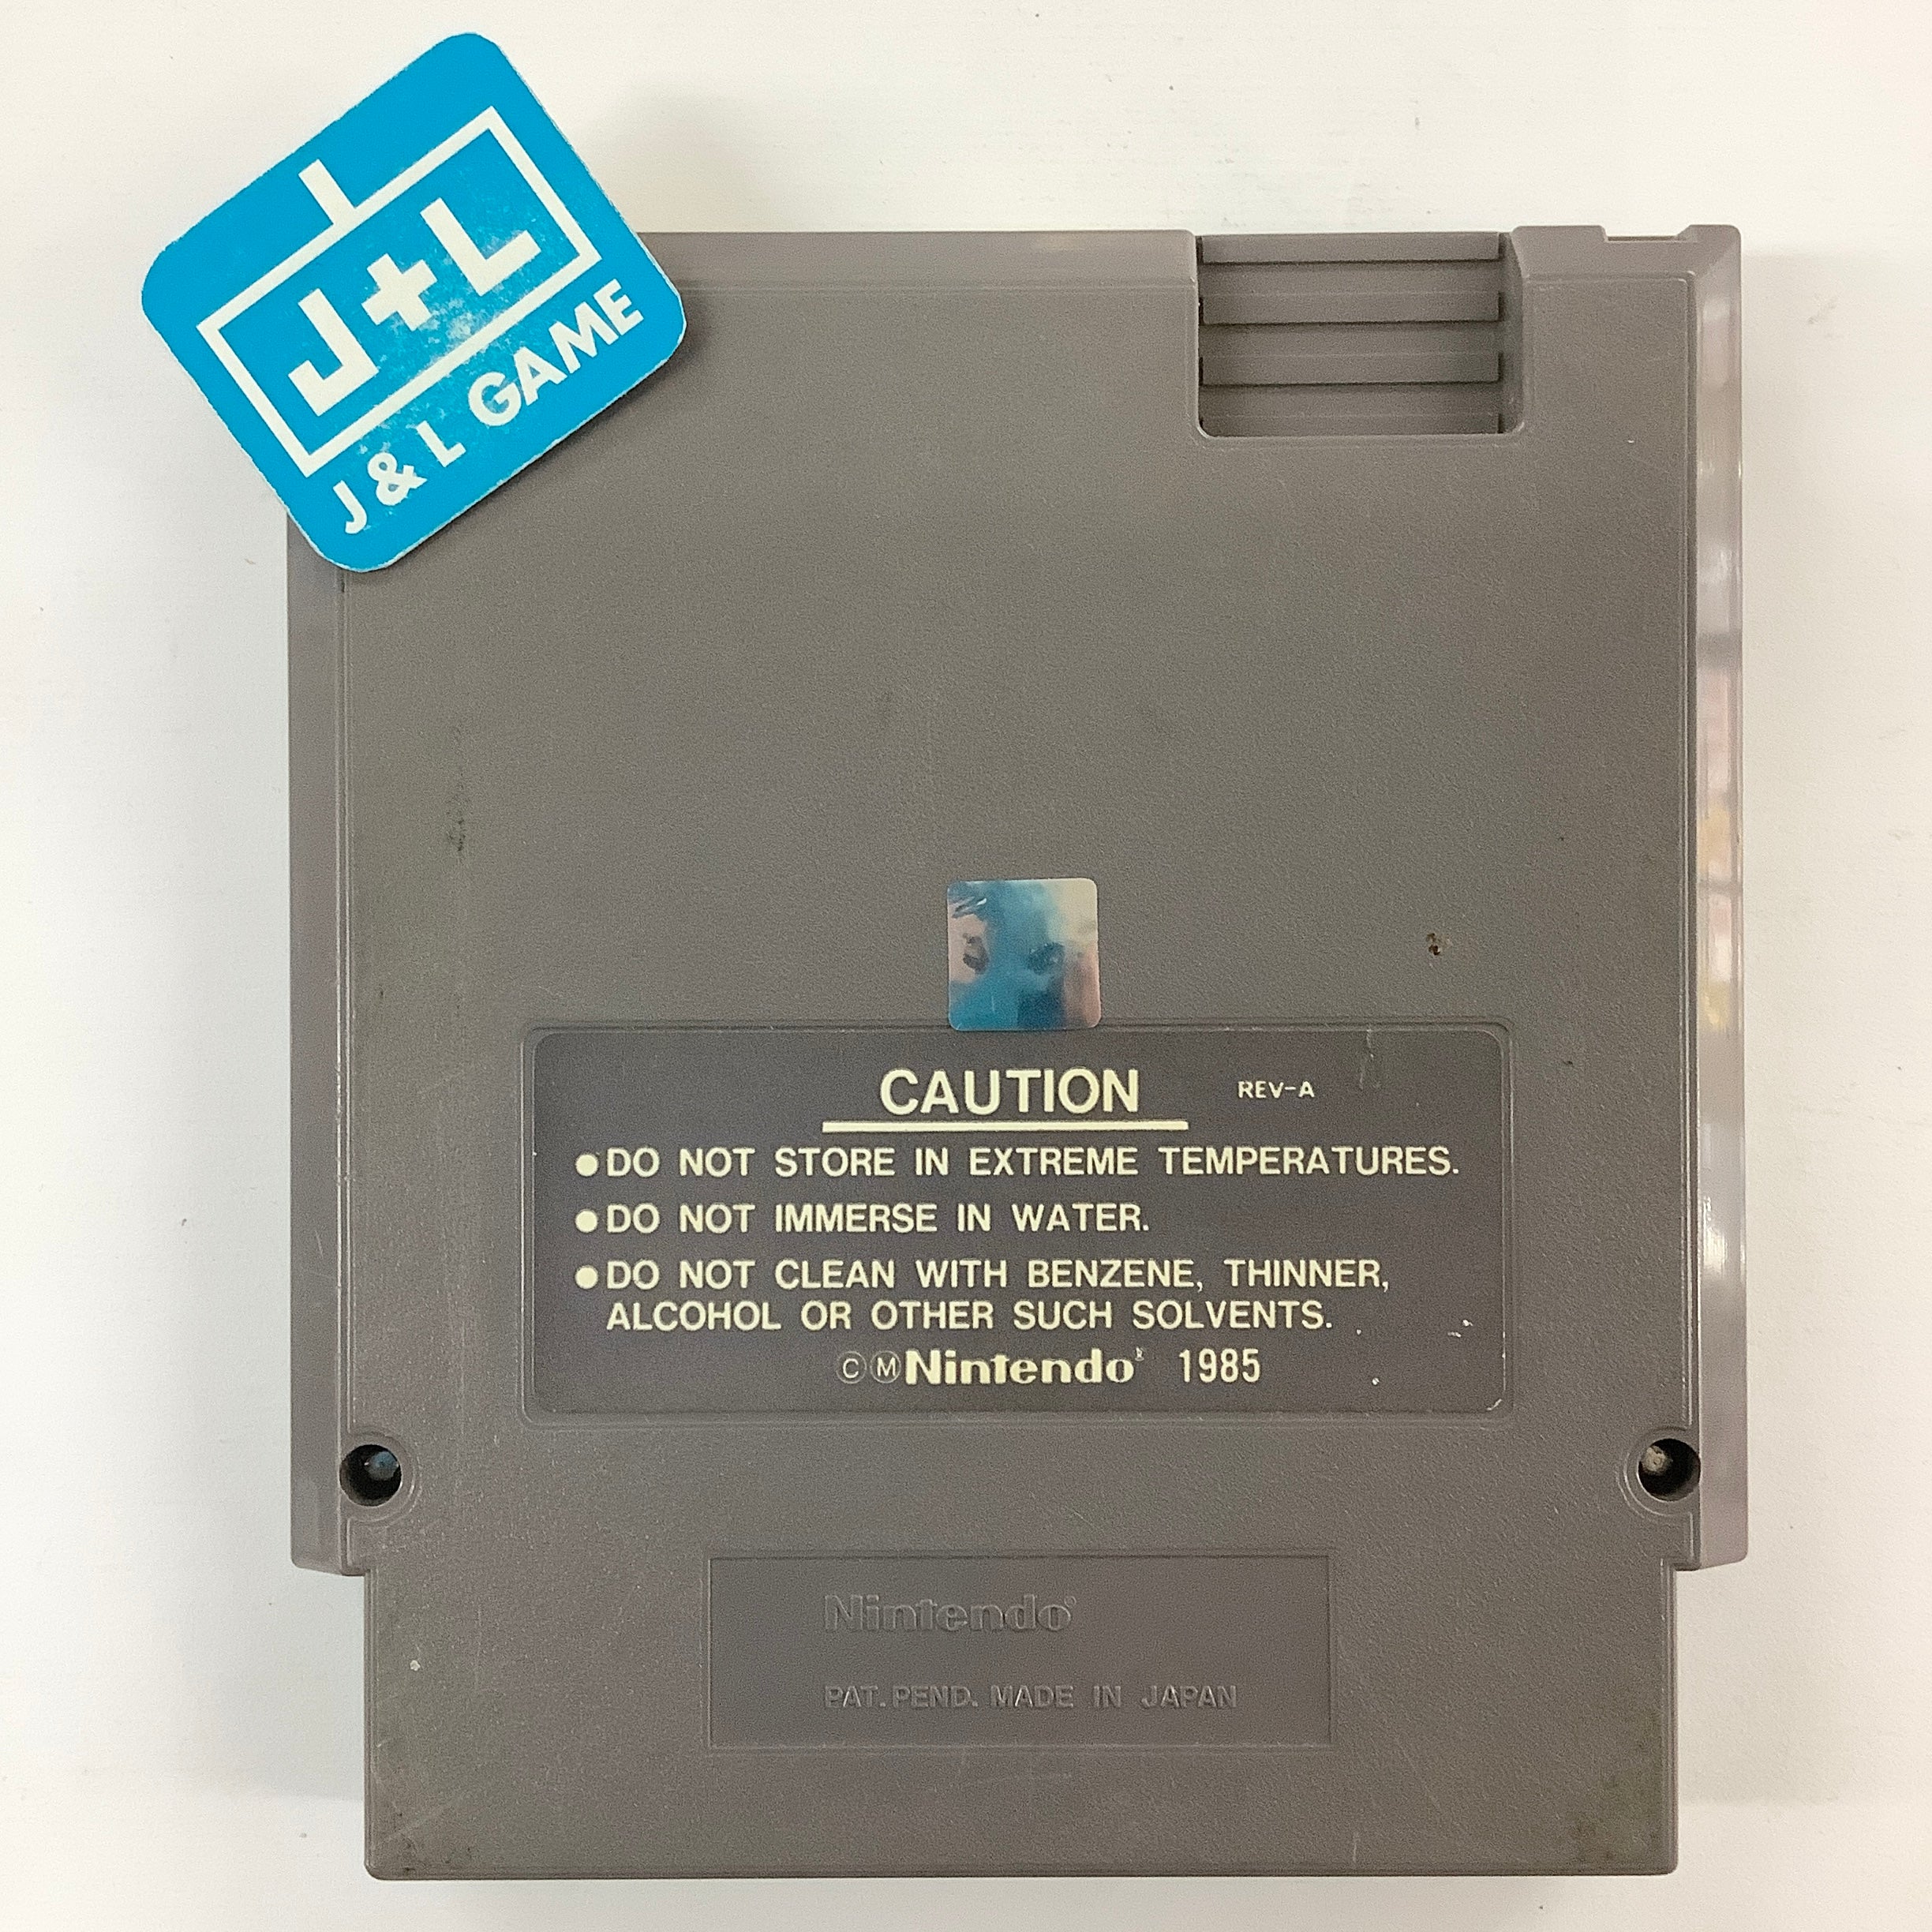 J+L
J & L GAME
CAUTION REV-A
●DO NOT STORE IN EXTREME TEMPERATURES.
●DO NOT IMMERSE IN WATER.
●DO NOT CLEAN WITH BENZENE, THINNER,
ALCOHOL OR OTHER SUCH SOLVENTS.
ⒸⓂNintendo® 1985
Nintendo®
PAT. PEND. MADE IN JAPAN